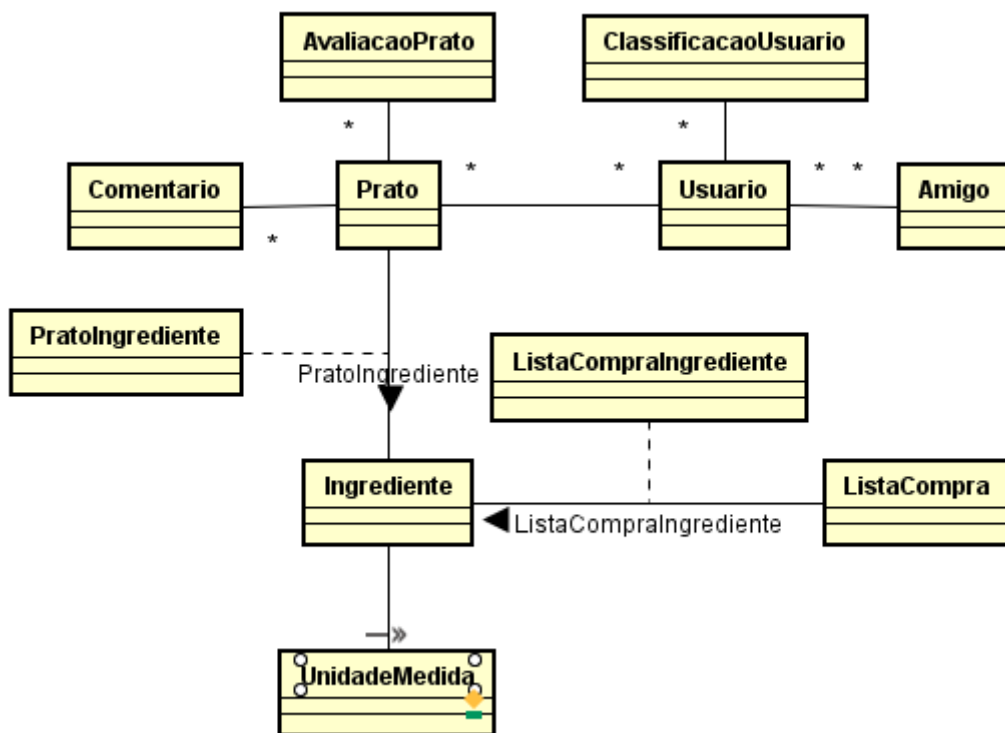 AvaliacaoPrato
ClassificacaoUsuario
*
*
Comentario
Prato
*
*
Usuario
*
*
Amigo
*
PratoIngrediente
PratoIngrediente
ListaCompraIngrediente
Ingrediente
ListaCompra
ListaCompraIngrediente
UnidadeMedida